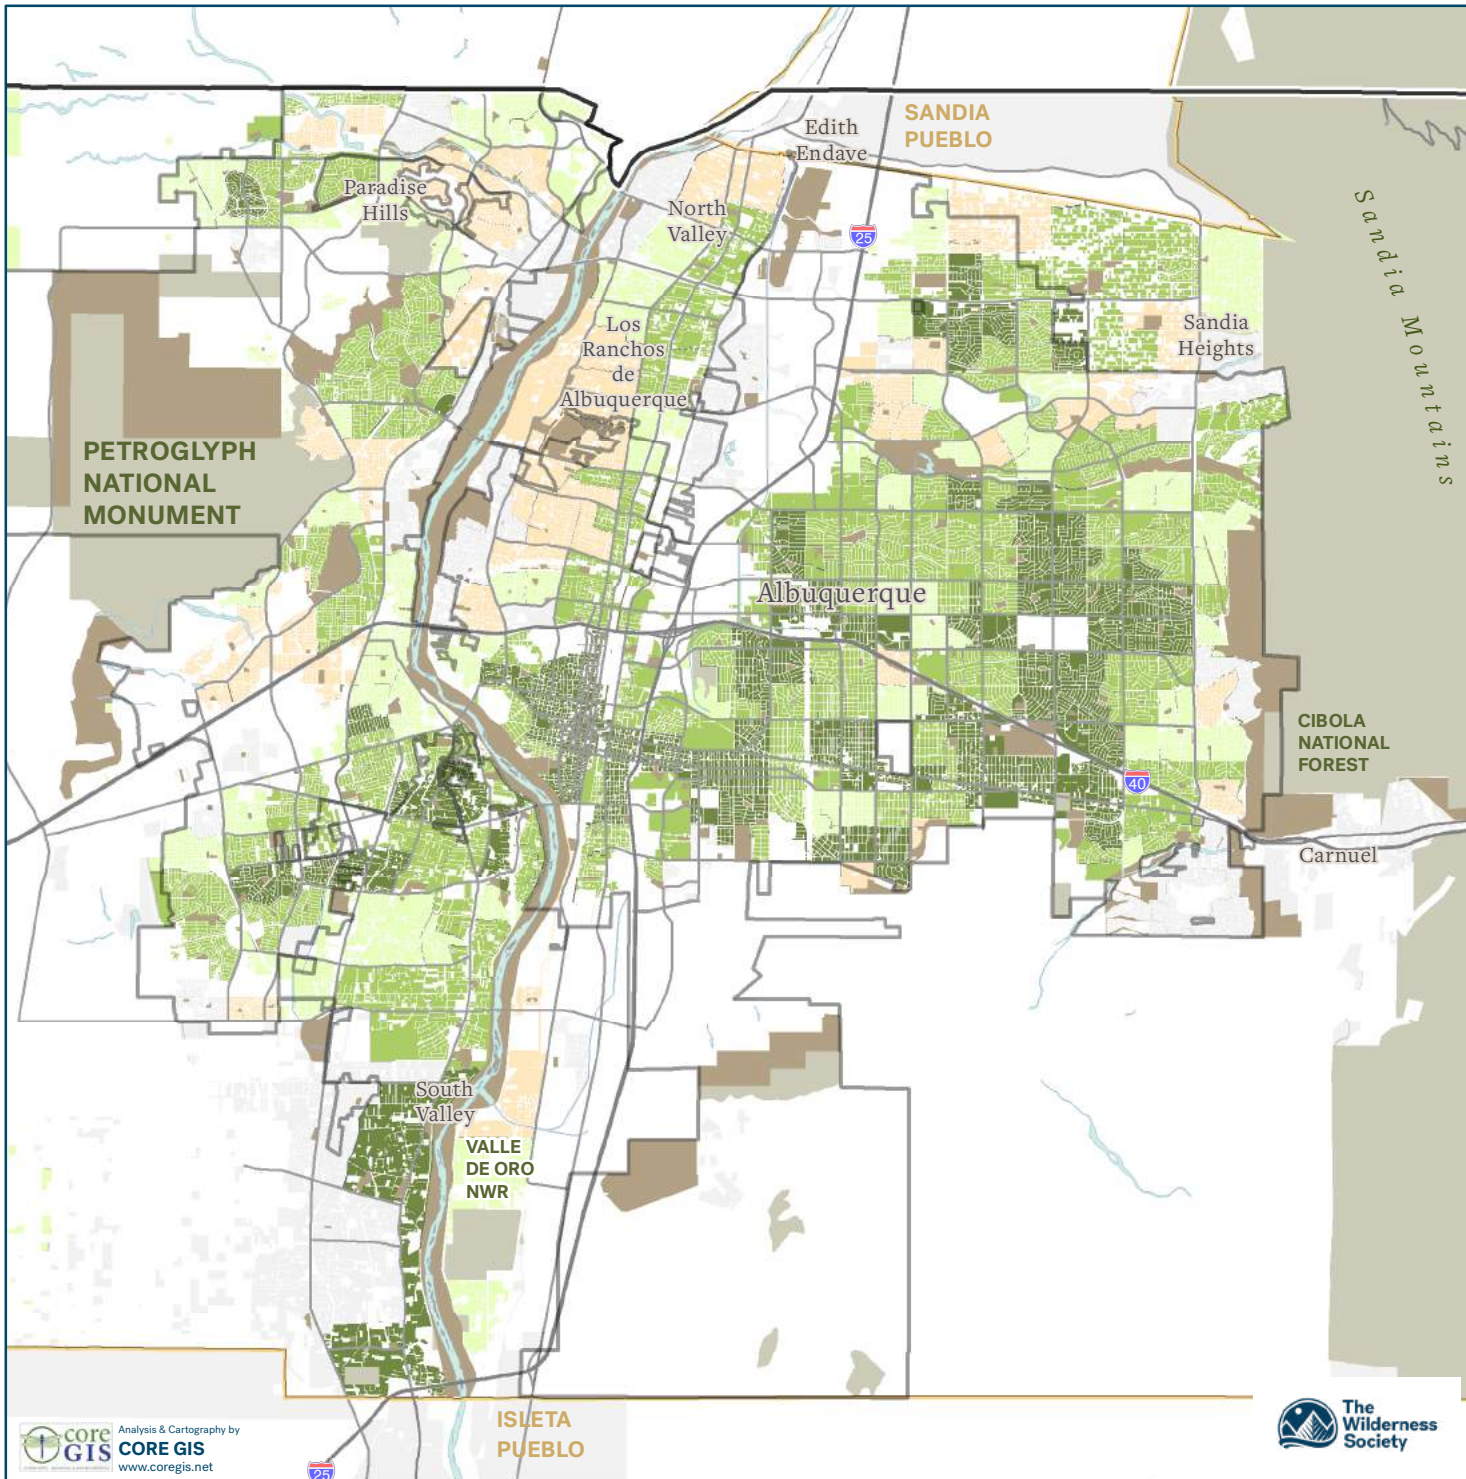 SANDIA
PUEBLO
Edith
Endave
25
Paradise
Hills
North
Valley
Sandia Mountains
Los
Ranchos
de
Albuquerque
Sandia
Heights
PETROGLYPH
NATIONAL
MONUMENT
Albuquerque
CIBOLA
NATIONAL
FOREST
40
Carnuel
South
Valley
VALLE
DE ORO
NWR
ISLETA
PUEBLO
25
core
GIS
Analysis & Cartography by
CORE GIS
www.coregis.net
The
Wilderness
Society